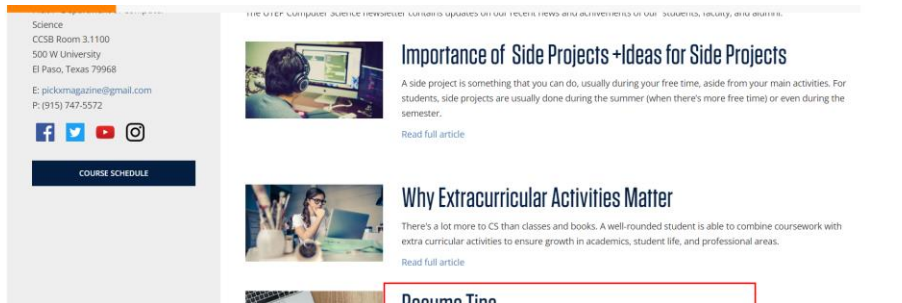 Science
CCSB Room 3.1100
500 W University
El Paso, Texas 79968
E: pickxmagazine@gmail.com
P: (915) 747-5572
COURSE SCHEDULE
The UTEP Computer Science newsletter contains updates on our recent news and achivements of our students, faculty, and alumni.
Importance of Side Projects +Ideas for Side Projects
A side project is something that you can do, usually during your free time, aside from your main activities. For
students, side projects are usually done during the summer (when there's more free time) or even during the
semester.
Read full article
Why Extracurricular Activities Matter
There's a lot more to CS than classes and books. A well-rounded student is able to combine coursework with
extra curricular activities to ensure growth in academics, student life, and professional areas.
Read full article
Resume Tips